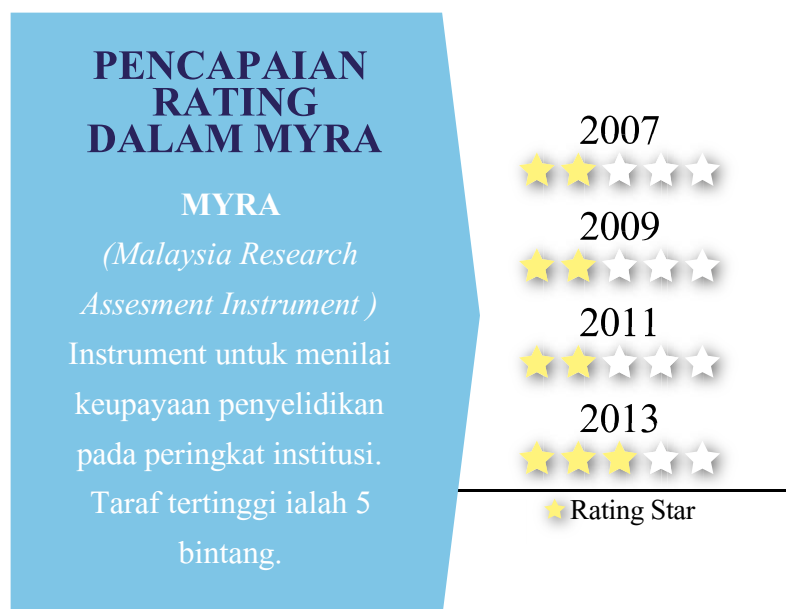 PENCAPAIAN
RATING
DALAM MYRA
MYRA
(Malaysia Research
Assesment Instrument )
Instrument untuk menilai
keupayaan penyelidikan
pada peringkat institusi.
Taraf tertinggi ialah 5
bintang.
2007
2009
2011
2013
Rating Star